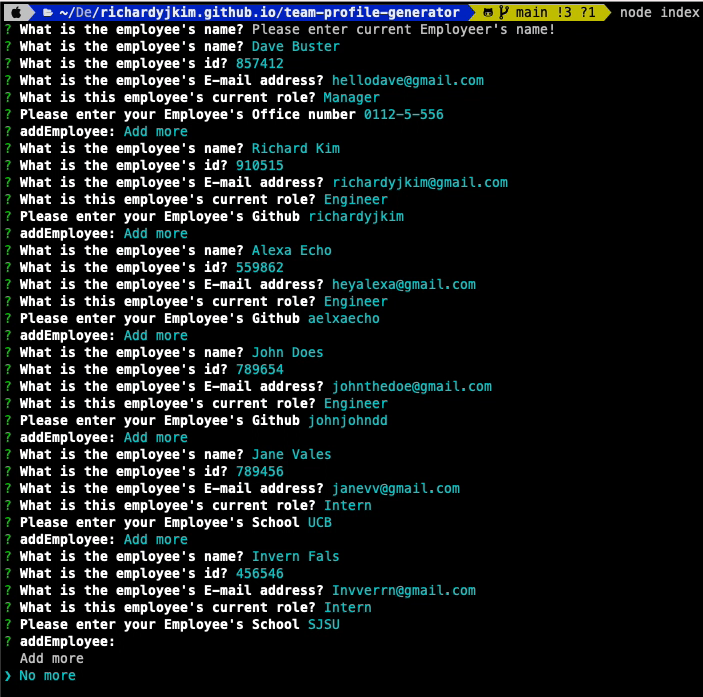 ~/De/richardyjkim.github.io/team-profile-generator main !3 ?1 node index
? What is the employee's name? Please enter current Employeer's name!
? What is the employee's name? Dave Buster
? What is the employee's id? 857412
? What is the employee's E-mail address? hellodave@gmail.com
? What is this employee's current role? Manager
? Please enter your Employee's Office number 0112-5-556
? addEmployee: Add more
? What is the employee's name? Richard Kim
? What is the employee's id? 910515
? What is the employee's E-mail address? richardyjkim@gmail.com
? What is this employee's current role? Engineer
? Please enter your Employee's Github richardyjkim
? addEmployee: Add more
? What is the employee's name? Alexa Echo
? What is the employee's id? 559862
? What is the employee's E-mail address? heyalexa@gmail.com
? What is this employee's current role? Engineer
? Please enter your Employee's Github aelxaecho
? addEmployee: Add more
? What is the employee's name? John Does
? What is the employee's id? 789654
? What is the employee's E-mail address? johnthedoe@gmail.com
? What is this employee's current role? Engineer
? Please enter your Employee's Github johnjohndd
? addEmployee: Add more
? What is the employee's name? Jane Vales
? What is the employee's id? 789456
? What is the employee's E-mail address? janevv@gmail.com
? What is this employee's current role? Intern
? Please enter your Employee's School UCB
? addEmployee: Add more
? What is the employee's name? Invern Fals
? What is the employee's id? 456546
? What is the employee's E-mail address? Invverrn@gmail.com
? What is this employee's current role? Intern
? Please enter your Employee's School SJSU
? addEmployee:
Add more
❯ No more